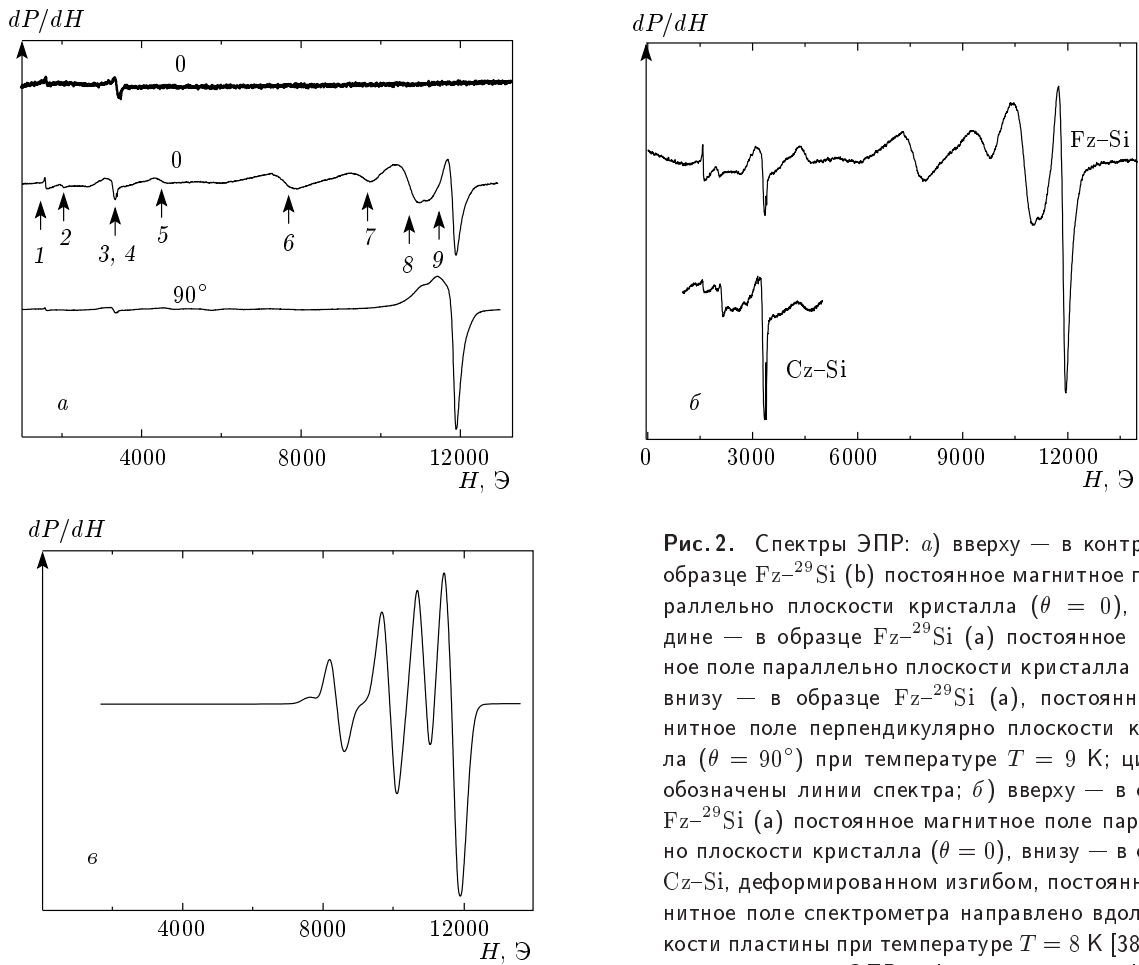 dP/dH
0
0
1
2
3, 4
5
6
7
8
9
90°
а
4000
8000
12000
H, Э
dP/dH
Fz–Si
Cz–Si
б
0
3000
6000
9000
12000
H, Э
dP/dH
в
4000
8000
12000
H, Э
Рис. 2. Спектры ЭПР: а) вверху — в контр
образце Fz–²⁹Si (b) постоянное магнитное п
раллельно плоскости кристалла (θ = 0),
дине — в образце Fz–²⁹Si (a) постоянное
ное поле параллельно плоскости кристалла
внизу — в образце Fz–²⁹Si (a), постоянн
нитное поле перпендикулярно плоскости к
ла (θ = 90°) при температуре T = 9 К; ци
обозначены линии спектра; б) вверху — в
Fz–²⁹Si (a) постоянное магнитное поле пар
но плоскости кристалла (θ = 0), внизу — в
Cz–Si, деформированном изгибом, постоянн
нитное поле спектрометра направлено вдол
кости пластины при температуре T = 8 К [38